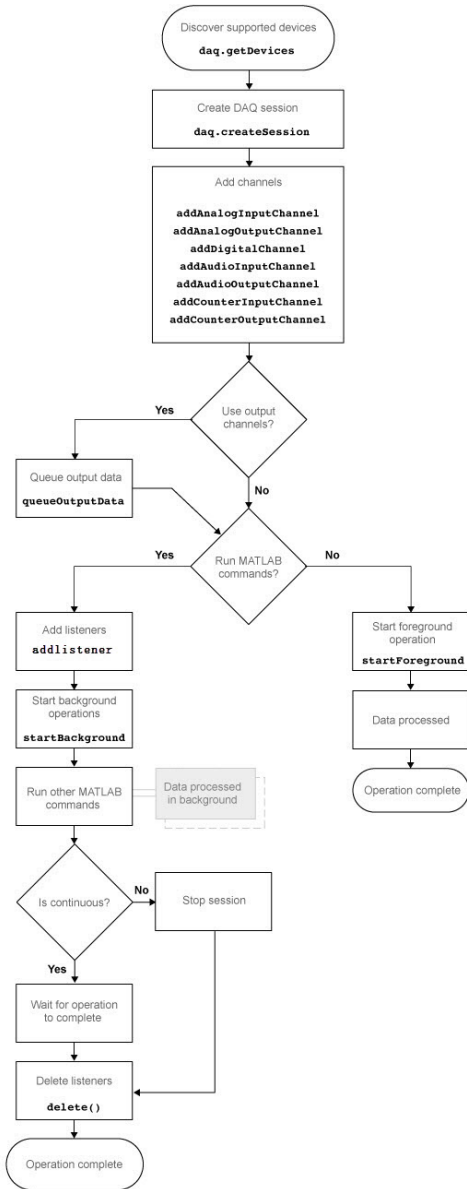 Discover supported devices
daq.getDevices
Create DAQ session
daq.createSession
Add channels
addAnalogInputChannel
addAnalogOutputChannel
addDigitalChannel
addAudioInputChannel
addAudioOutputChannel
addCounterInputChannel
addCounterOutputChannel
Yes
Use output
channels?
Queue output data
queueOutputData
No
Yes
Run MATLAB
commands?
No
Add listeners
addlistener
Start foreground
operation
startForeground
Start background
operations
startBackground
Data processed
Run other MATLAB
commands
Data processed
in background
Operation complete
Is continuous?
No
Stop session
Yes
Wait for operation
to complete
Delete listeners
delete()
Operation complete